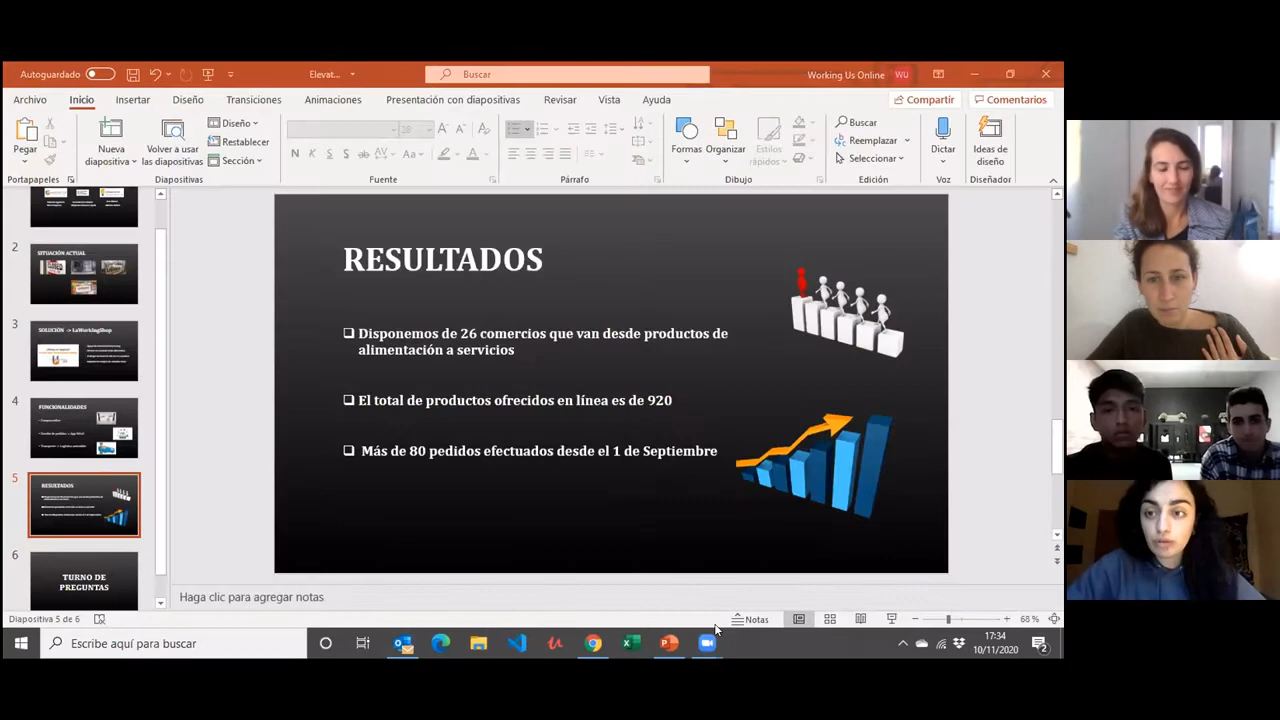 Autoguardado
Elevat...
Buscar
Working Us Online
WU
Archivo
Inicio
Insertar
Diseño
Transiciones
Animaciones
Presentación con diapositivas
Revisar
Vista
Ayuda
Compartir
Comentarios
Pegar
Nueva
diapositiva
Volver a usar
las diapositivas
Diseño
Restablecer
Sección
18
N K S S ab AV Aa
Formas
Organizar
Estilos
rápidos
Buscar
Reemplazar
Seleccionar
Dictar
Ideas de
diseño
Portapapeles
Diapositivas
Fuente
Párrafo
Dibujo
Edición
Voz
Diseñador
2
SITUACIÓN ACTUAL
3
SOLUCIÓN -> LaWorkingShop
4
FUNCIONALIDADES
5
RESULTADOS
6
TURNO DE
PREGUNTAS
RESULTADOS
Disponemos de 26 comercios que van desde productos de
alimentación a servicios
El total de productos ofrecidos en línea es de 920
Más de 80 pedidos efectuados desde el 1 de Septiembre
Haga clic para agregar notas
Diapositiva 5 de 6
Notas
68 %
Escribe aquí para buscar
17:34
10/11/2020
2